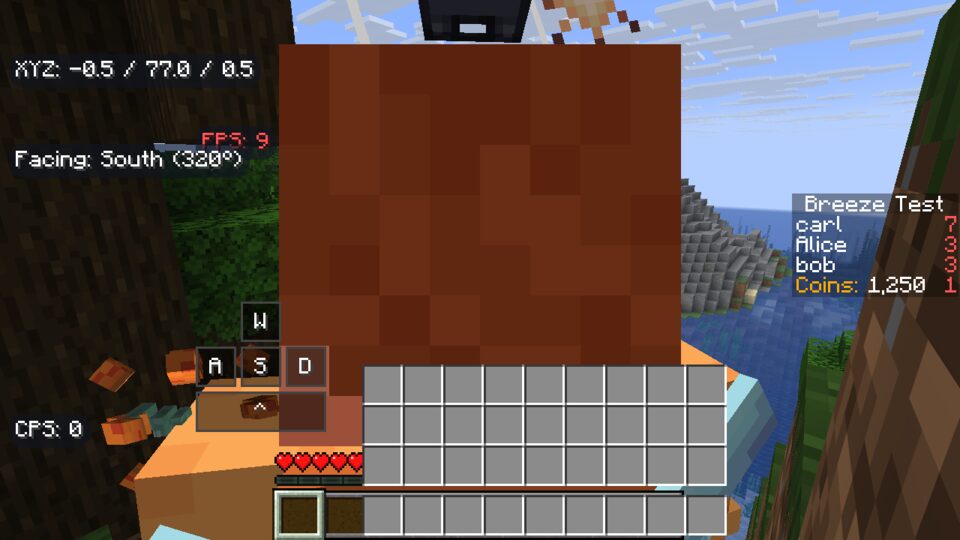 XYZ: -0.5 / 77.0 / 0.5
FPS: 9
Facing: South (320°)
Breeze Test
carl 7
Alice 3
bob 3
Coins: 1,250 1
W
A S D
^
CPS: 0